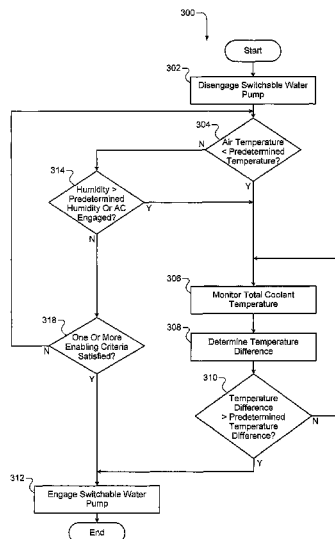 300
Start
302
Disengage Switchable Water
Pump
304
Air Temperature
< Predetermined
Temperature?
N
Y
314
Humidity >
Predetermined
Humidity Or AC
Engaged?
Y
N
306
Monitor Total Coolant
Temperature
308
Determine Temperature
Difference
318
One Or More
Enabling Criteria
Satisfied?
N
Y
310
Temperature
Difference
> Predetermined
Temperature
Difference?
N
Y
312
Engage Switchable Water
Pump
End